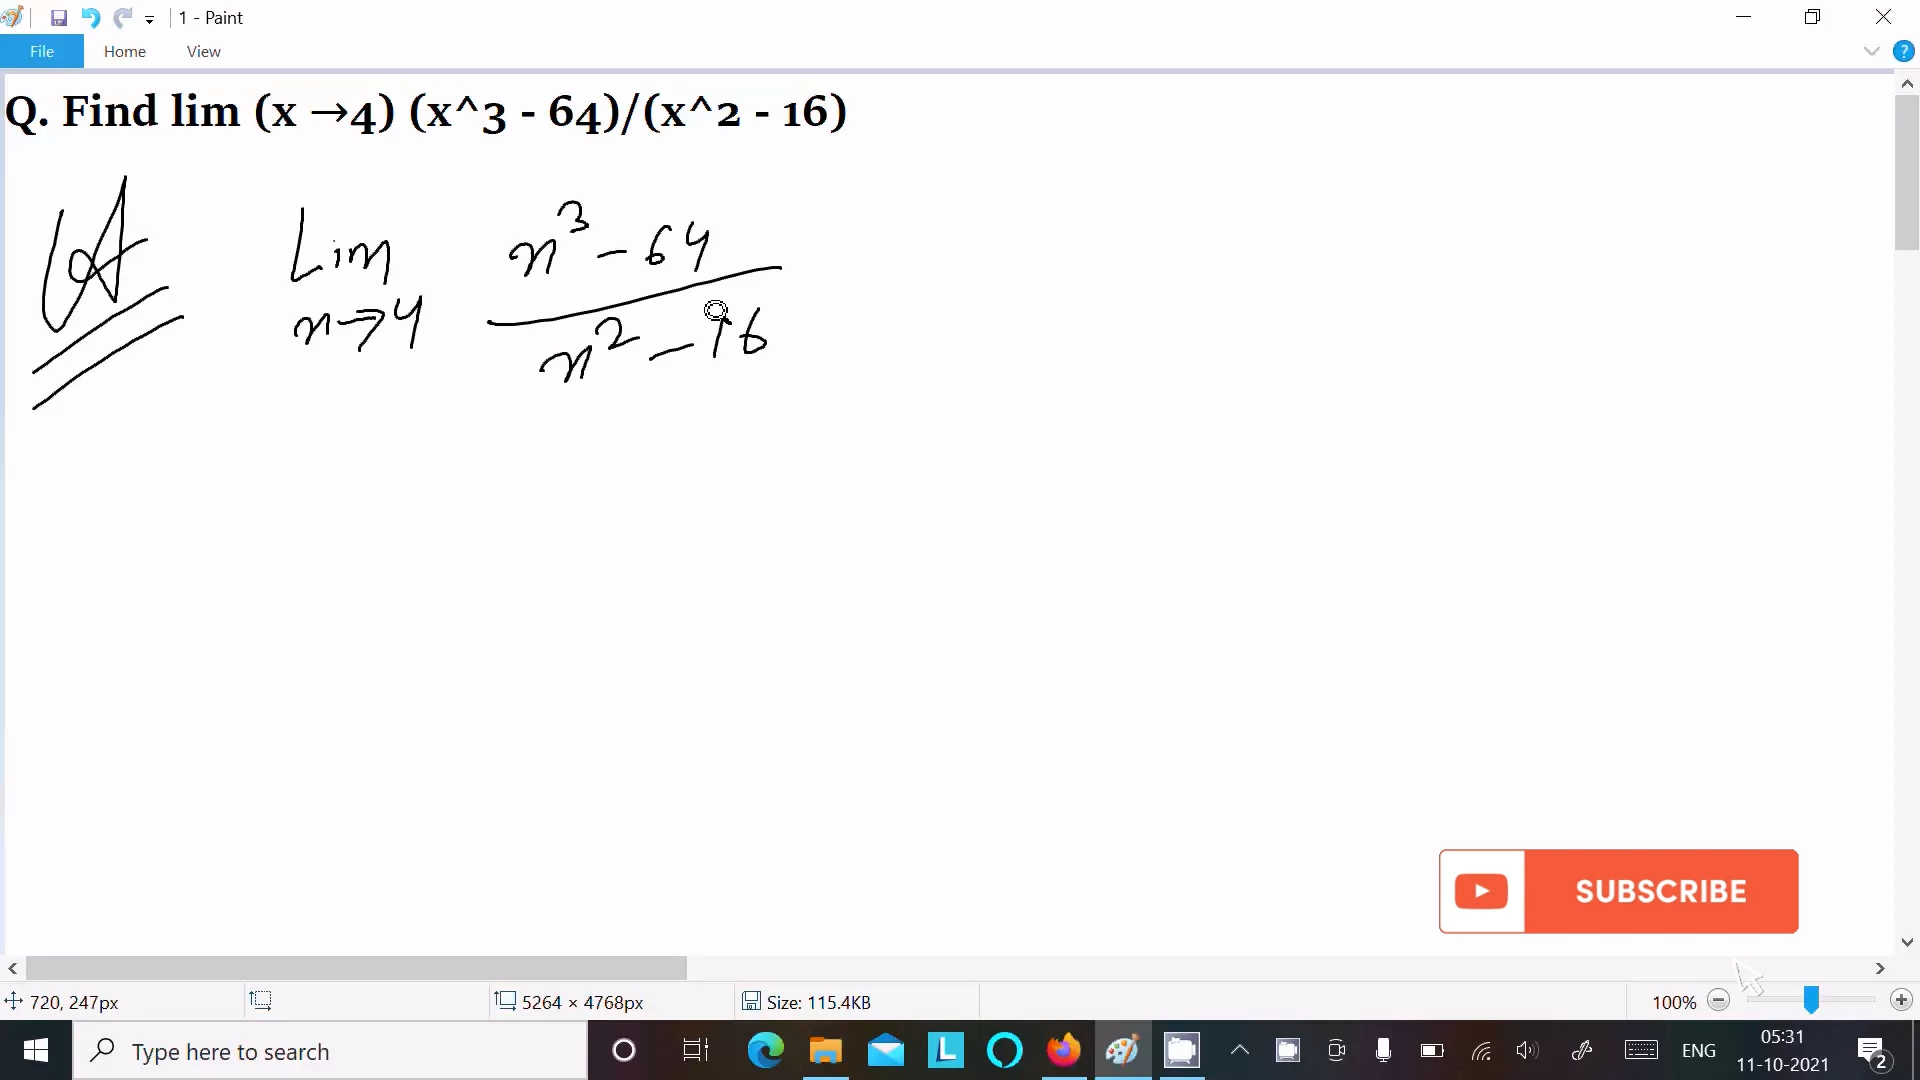 1 - Paint
File Home View
Q. Find lim (x →4) (x^3 - 64)/(x^2 - 16)
A
Lim x³ - 64
x→4 x² - 16
SUBSCRIBE
720, 247px 5264 × 4768px Size: 115.4KB 100%
Type here to search L ENG 05:31
11-10-2021 2